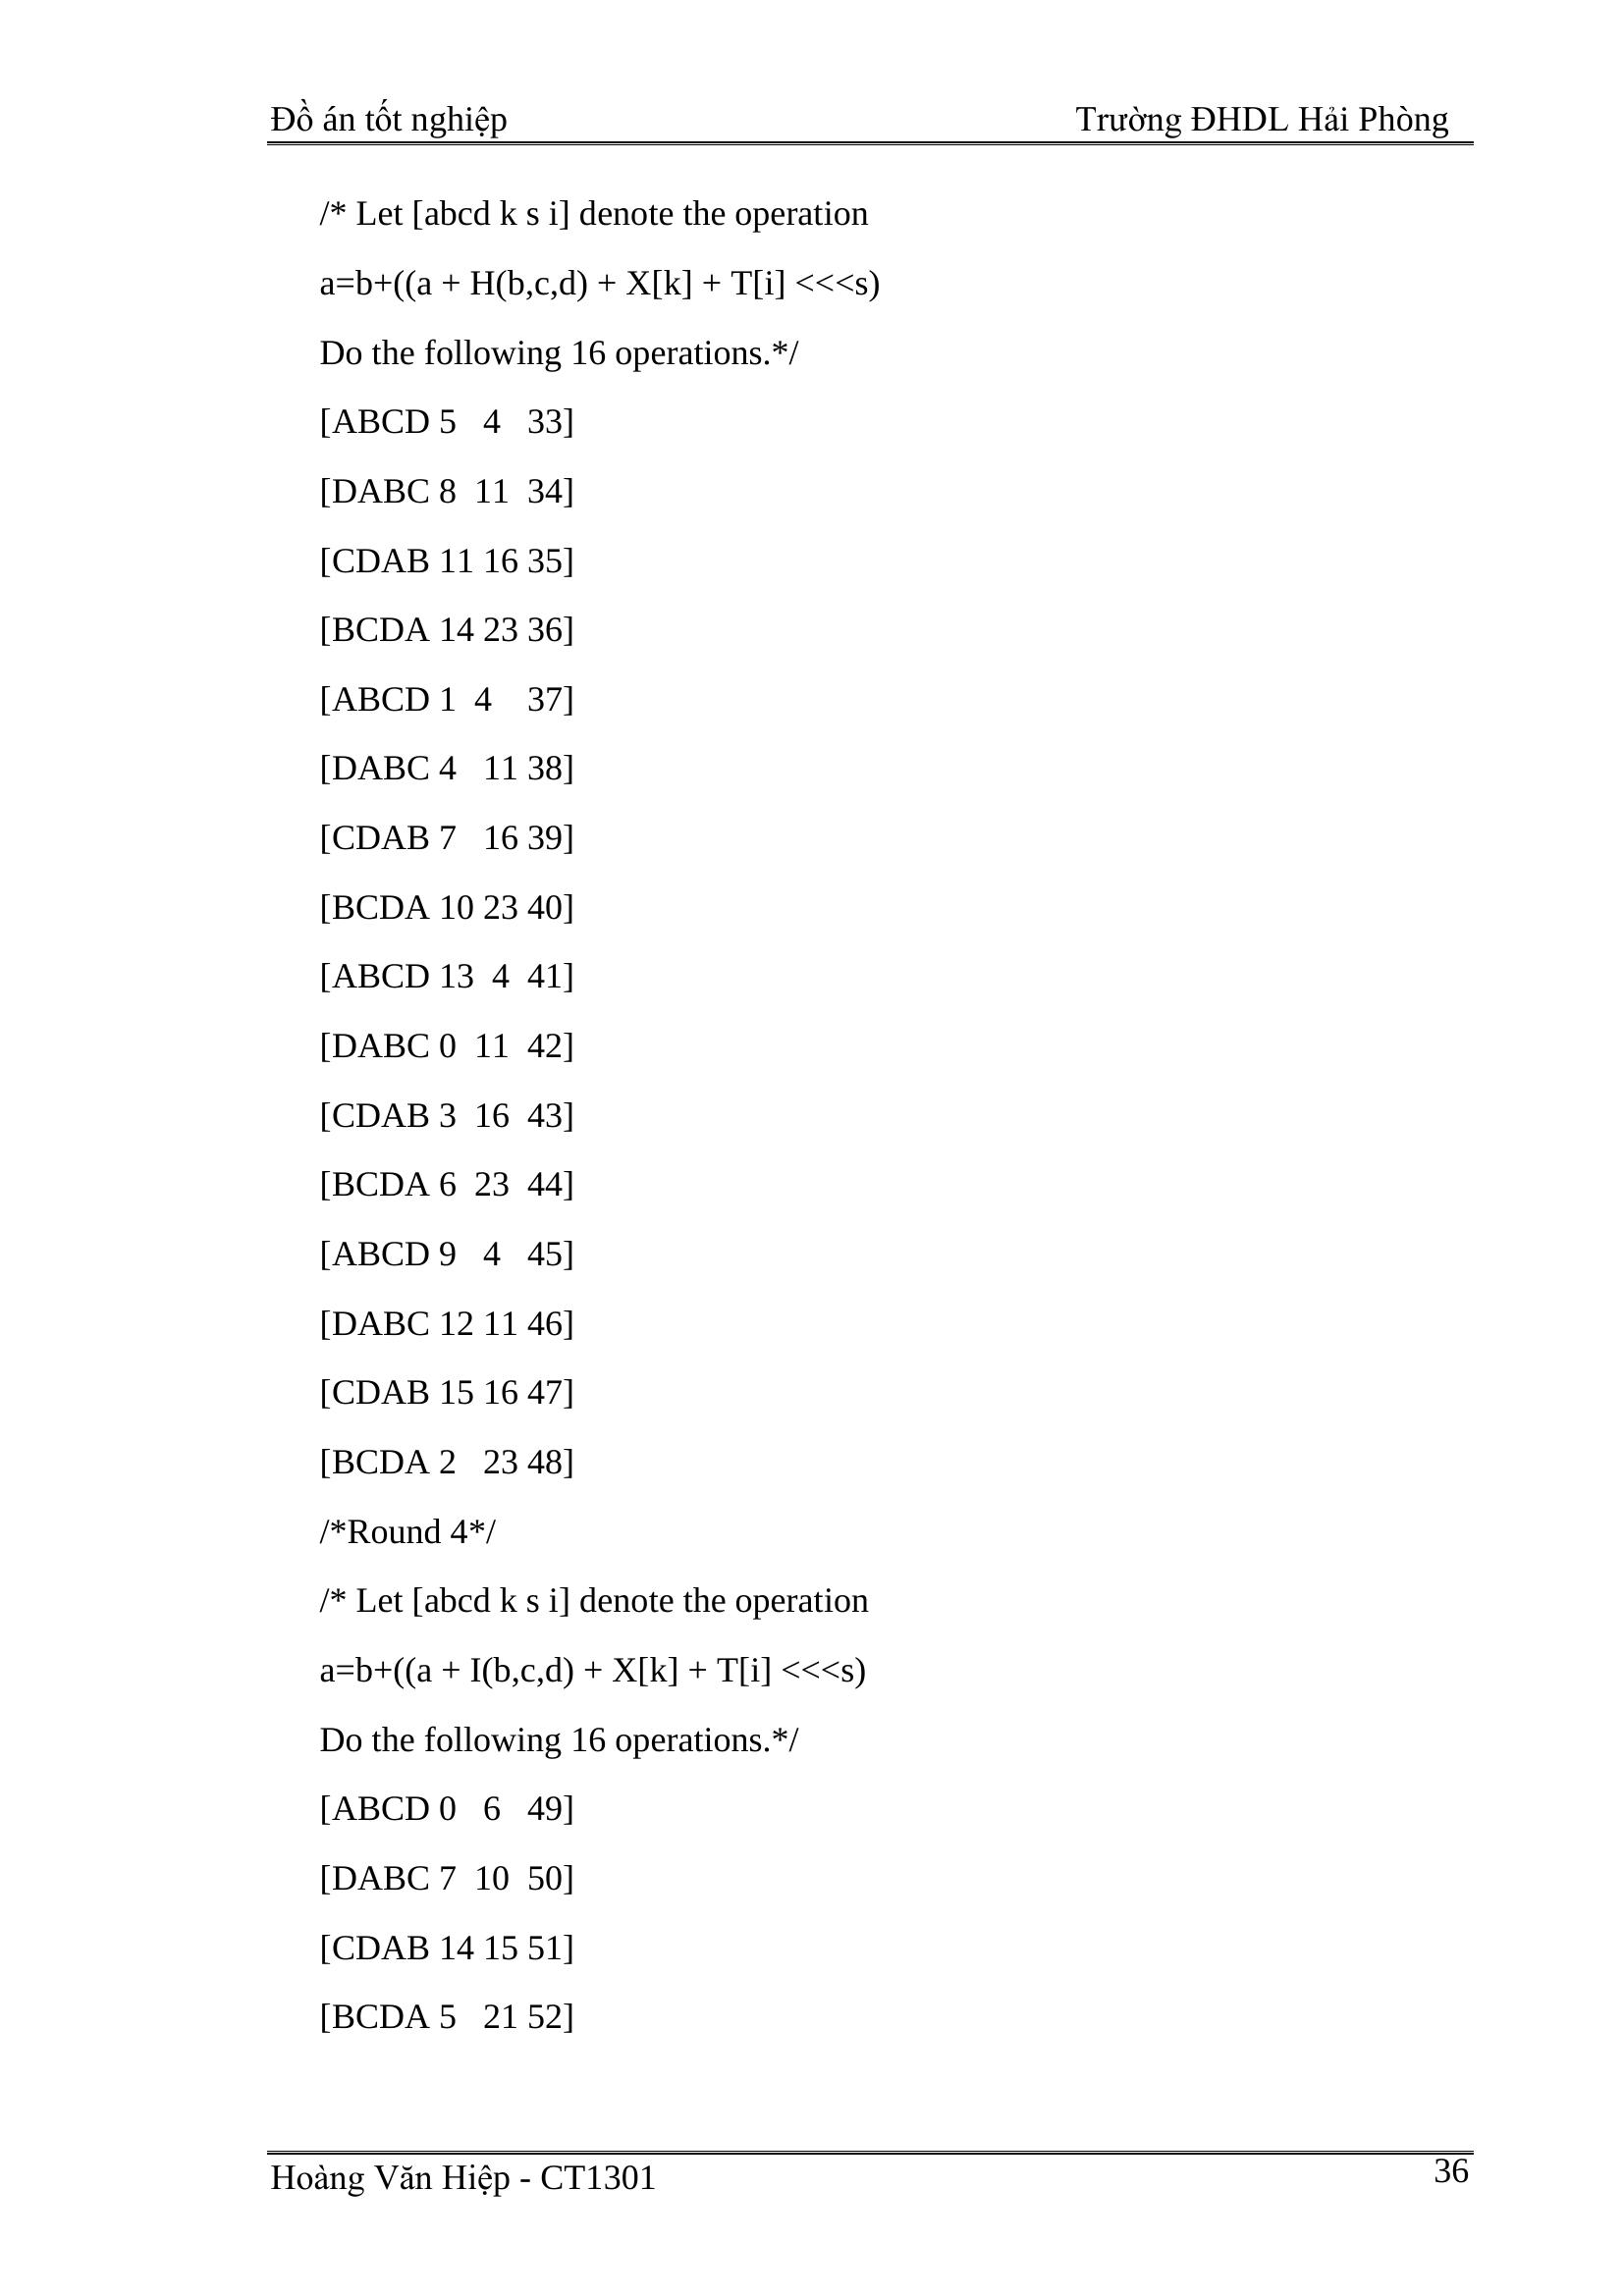 Đồ án tốt nghiệp Trường ĐHDL Hải Phòng
/* Let [abcd k s i] denote the operation
a=b+((a + H(b,c,d) + X[k] + T[i] <<<s)
Do the following 16 operations.*/
[ABCD 5 4 33]
[DABC 8 11 34]
[CDAB 11 16 35]
[BCDA 14 23 36]
[ABCD 1 4 37]
[DABC 4 11 38]
[CDAB 7 16 39]
[BCDA 10 23 40]
[ABCD 13 4 41]
[DABC 0 11 42]
[CDAB 3 16 43]
[BCDA 6 23 44]
[ABCD 9 4 45]
[DABC 12 11 46]
[CDAB 15 16 47]
[BCDA 2 23 48]
/*Round 4*/
/* Let [abcd k s i] denote the operation
a=b+((a + I(b,c,d) + X[k] + T[i] <<<s)
Do the following 16 operations.*/
[ABCD 0 6 49]
[DABC 7 10 50]
[CDAB 14 15 51]
[BCDA 5 21 52]
Hoàng Văn Hiệp - CT1301 36